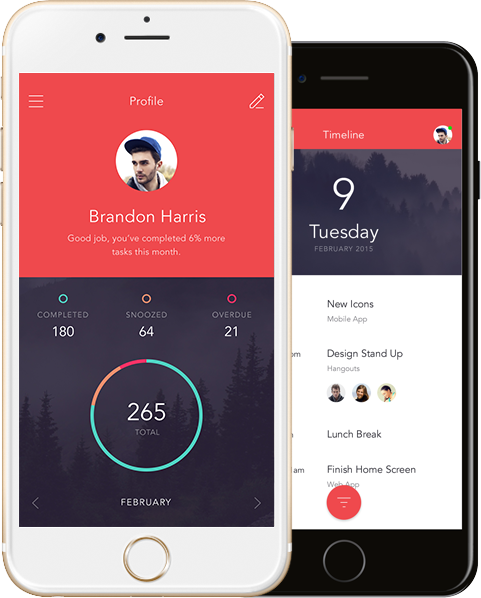 Profile
Brandon Harris
Good job, you've completed 6% more
tasks this month.
COMPLETED
180
SNOOZED
64
OVERDUE
21
265
TOTAL
FEBRUARY
Timeline
9
Tuesday
FEBRUARY 2015
New Icons
Mobile App
om
Design Stand Up
Hangouts
Lunch Break
am
Finish Home Screen
Web App